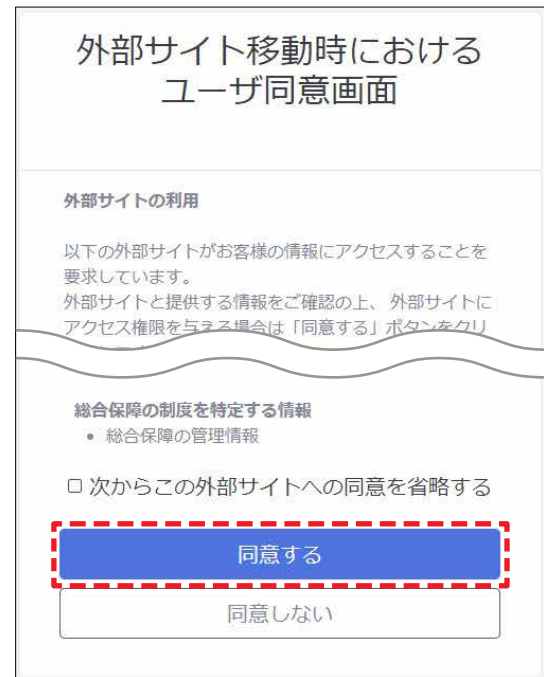 外部サイト移動時における
ユーザ同意画面
外部サイトの利用
以下の外部サイトがお客様の情報にアクセスすることを
要求しています。
外部サイトと提供する情報をご確認の上、 外部サイトに
アクセス権限を与える場合は「同意する」ボタンをクリ
総合保障の制度を特定する情報
• 総合保障の管理情報
次からこの外部サイトへの同意を省略する
同意する
同意しない